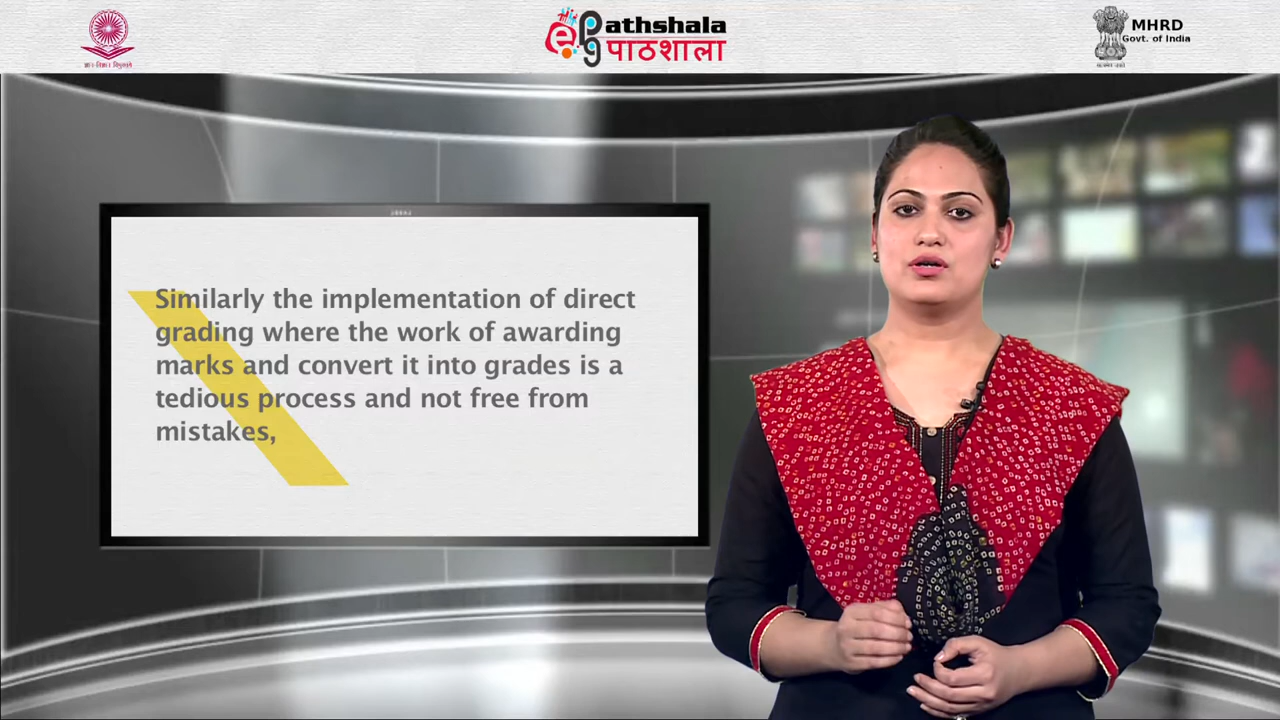 ePg Pathshala
पाठशाला
MHRD
Govt. of India
Similarly the implementation of direct
grading where the work of awarding
marks and convert it into grades is a
tedious process and not free from
mistakes,